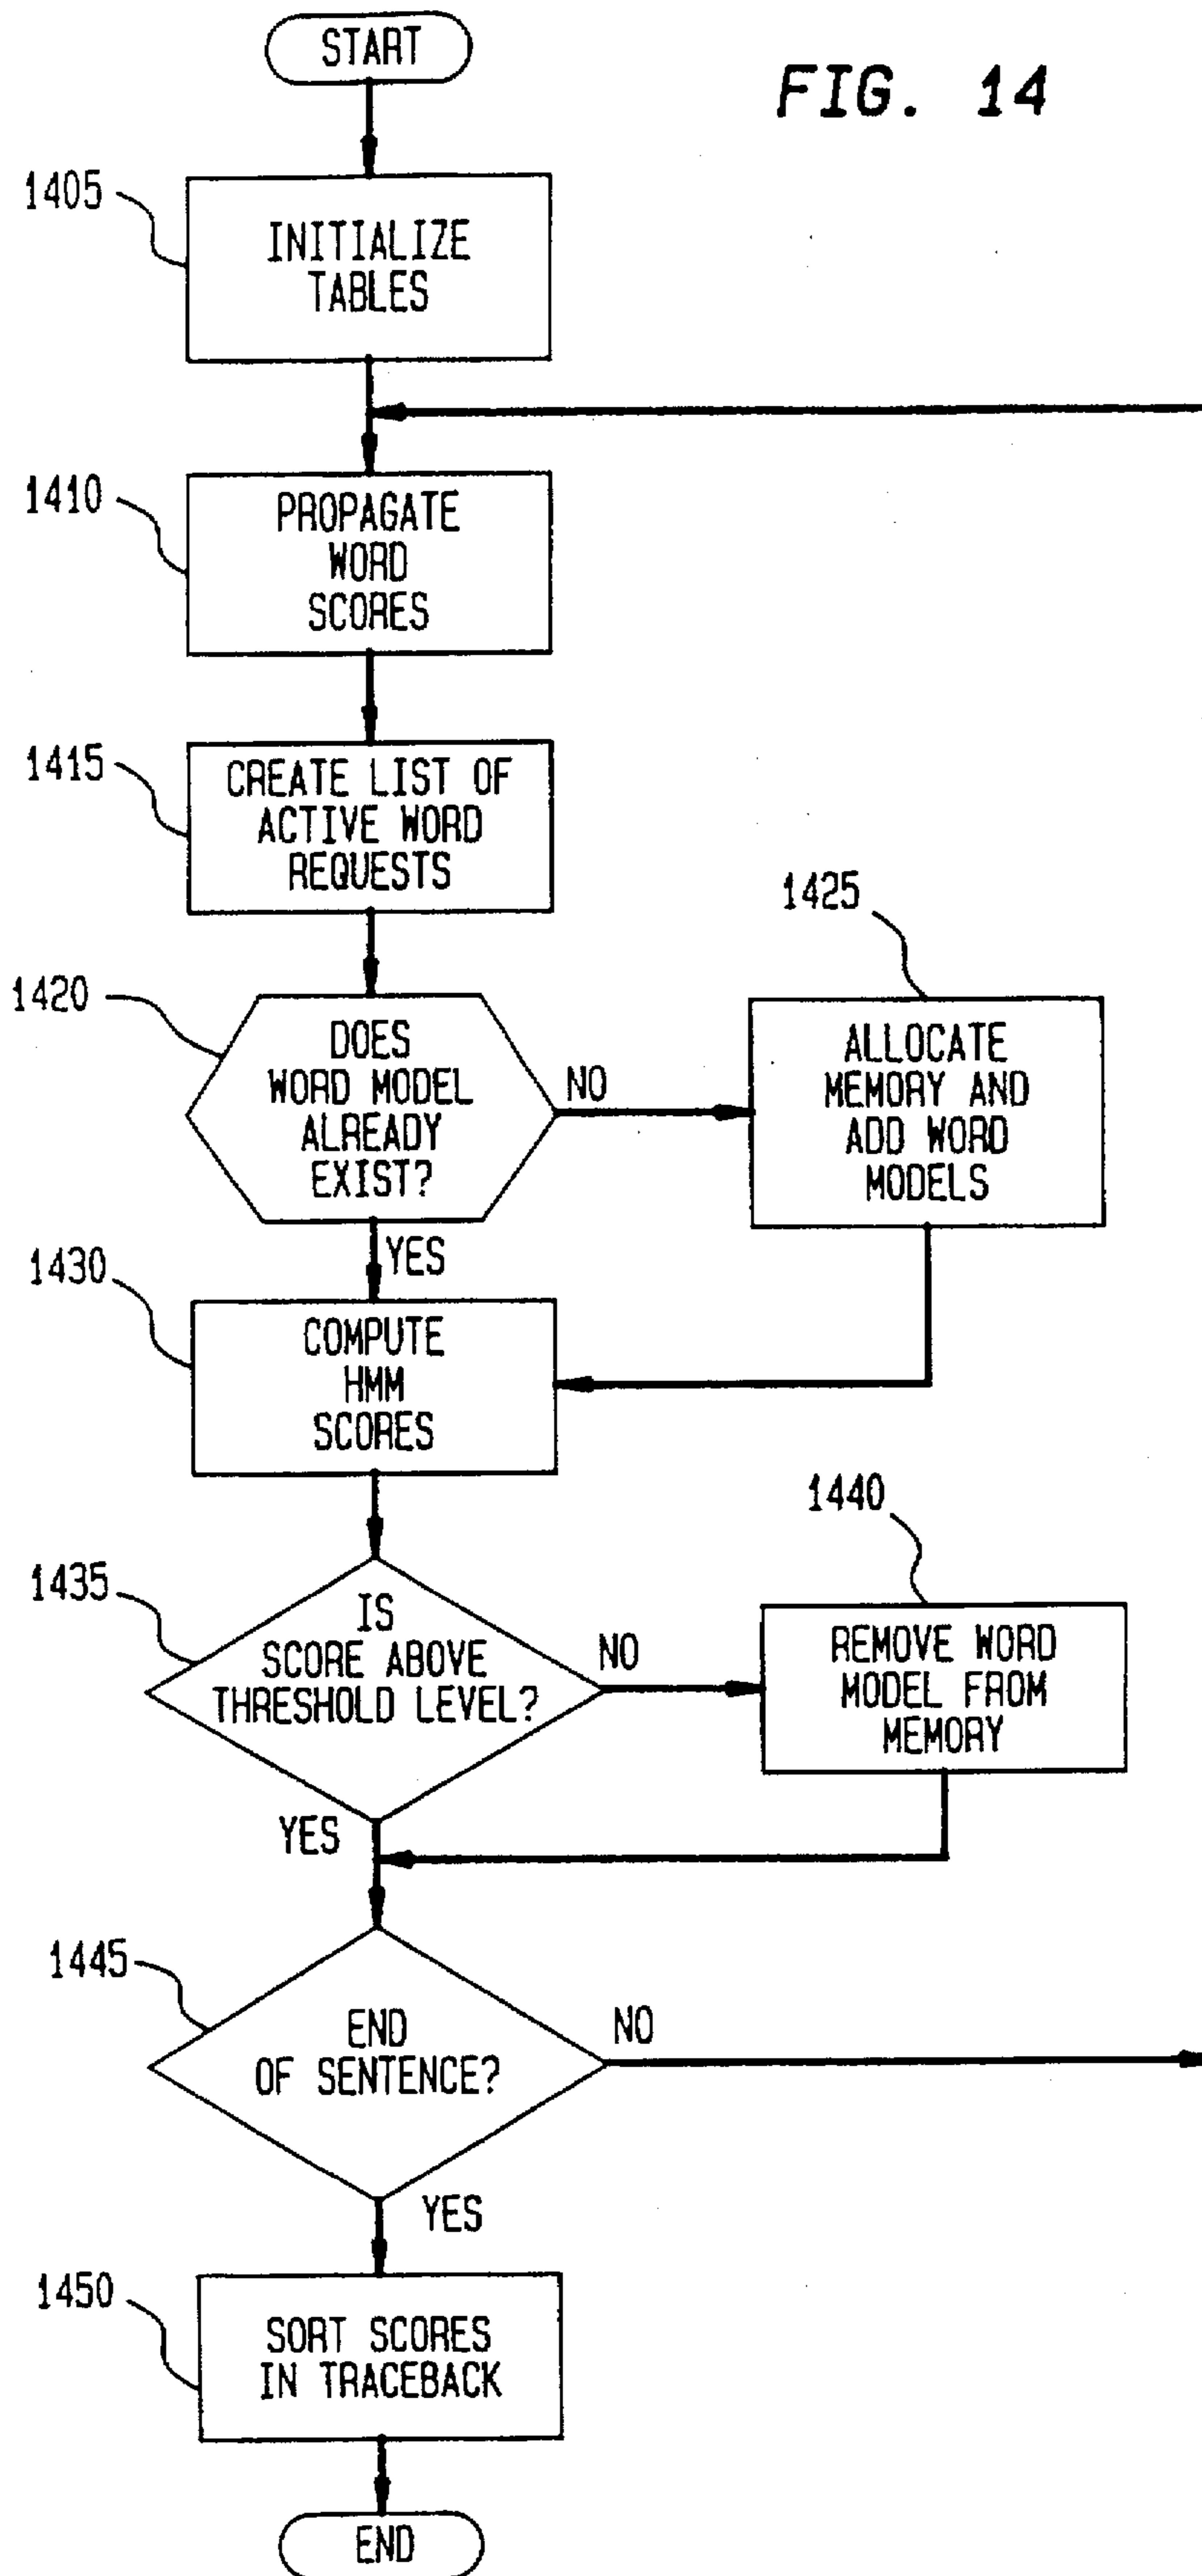 START
FIG. 14
1405
INITIALIZE
TABLES
1410
PROPAGATE
WORD
SCORES
1415
CREATE LIST OF
ACTIVE WORD
REQUESTS
1420
DOES
WORD MODEL
ALREADY
EXIST?
NO
1425
ALLOCATE
MEMORY AND
ADD WORD
MODELS
YES
1430
COMPUTE
HMM
SCORES
1435
IS
SCORE ABOVE
THRESHOLD LEVEL?
NO
1440
REMOVE WORD
MODEL FROM
MEMORY
YES
1445
END
OF SENTENCE?
NO
YES
1450
SORT SCORES
IN TRACEBACK
END